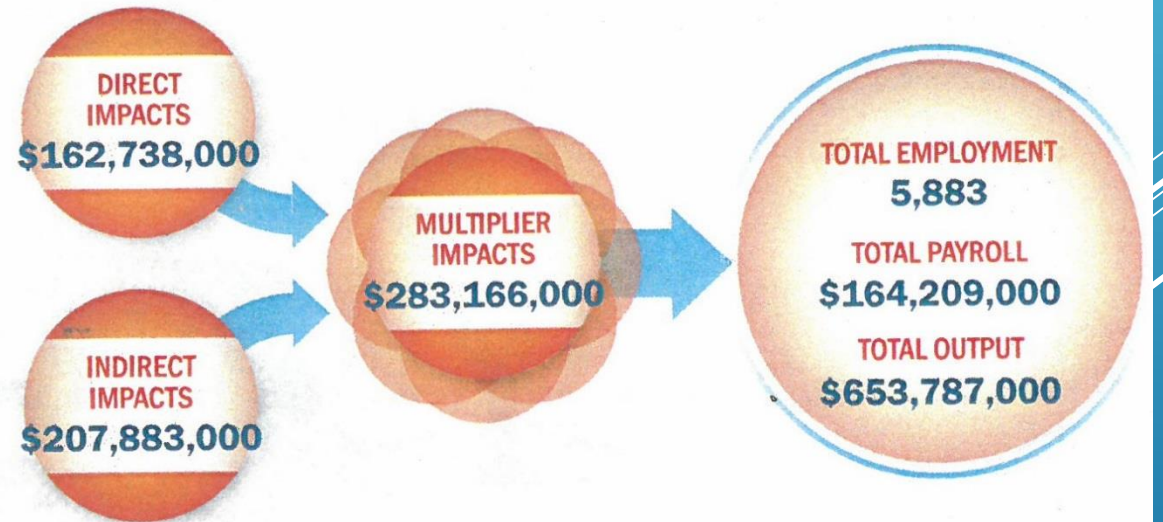 DIRECT
IMPACTS
$162,738,000
INDIRECT
IMPACTS
$207,883,000
MULTIPLIER
IMPACTS
$283,166,000
TOTAL EMPLOYMENT
5,883
TOTAL PAYROLL
$164,209,000
TOTAL OUTPUT
$653,787,000